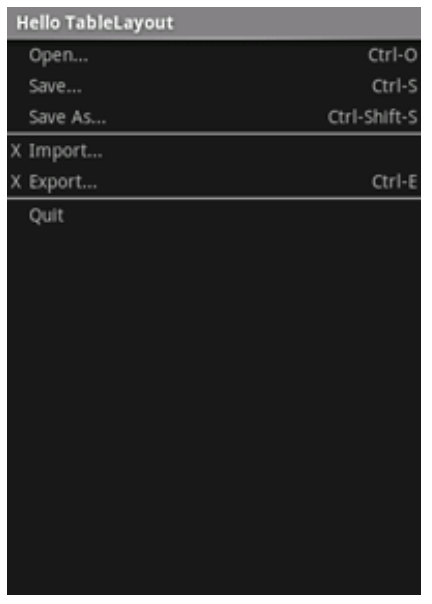 Hello TableLayout
Open... Ctrl-O
Save... Ctrl-S
Save As... Ctrl-Shift-S
X Import...
X Export... Ctrl-E
Quit